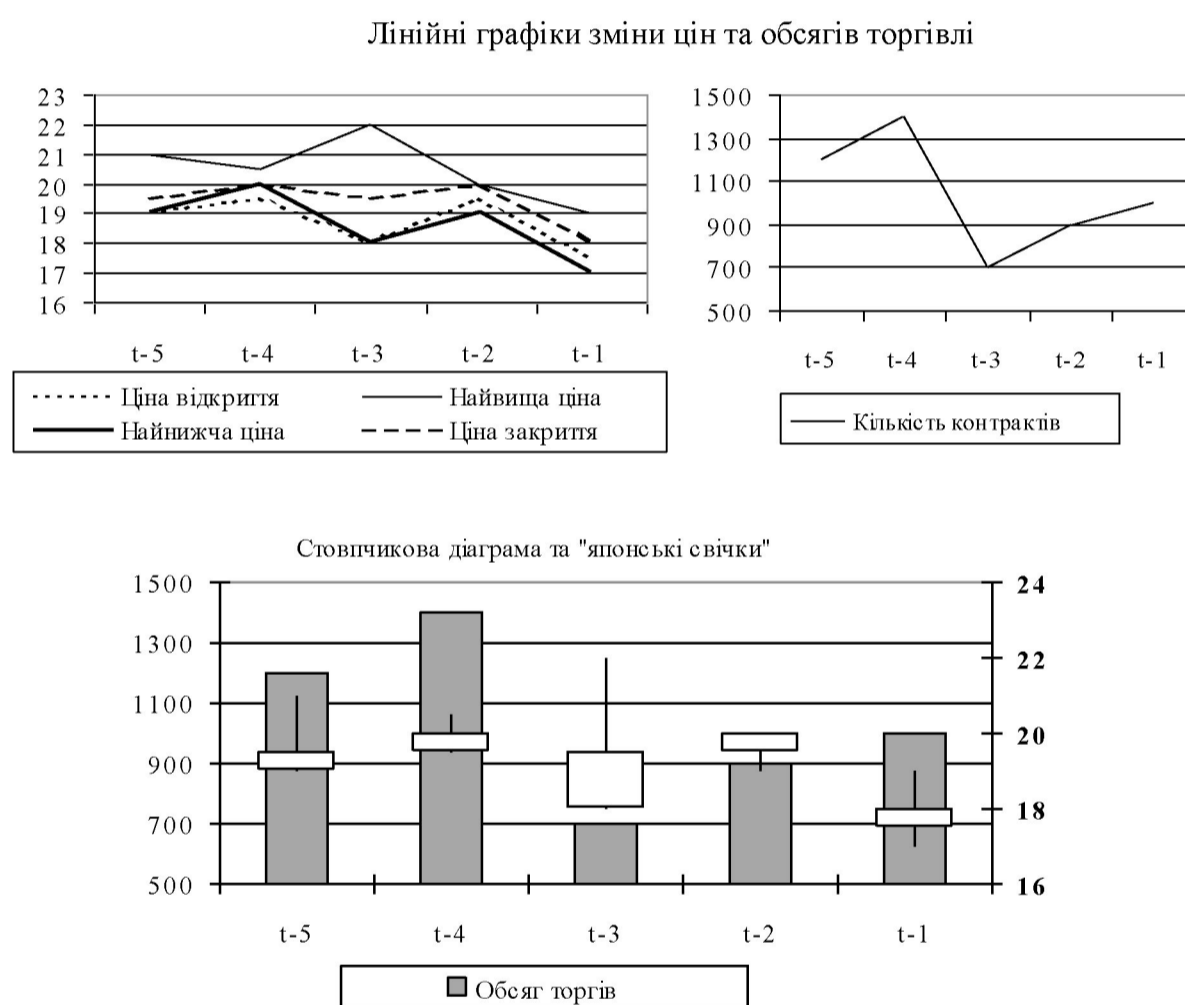 Лінійні графіки зміни цін та обсягів торгівлі
23
22
21
20
19
18
17
16
t-5 t-4 t-3 t-2 t-1
Ціна відкриття Найвища ціна
Найнижча ціна Ціна закриття
1500
1300
1100
900
700
500
t-5 t-4 t-3 t-2 t-1
Кількість контрактів
Стовпчикова діаграма та "японські свічки"
1500
1300
1100
900
700
500
24
22
20
18
16
t-5 t-4 t-3 t-2 t-1
Обсяг торгів